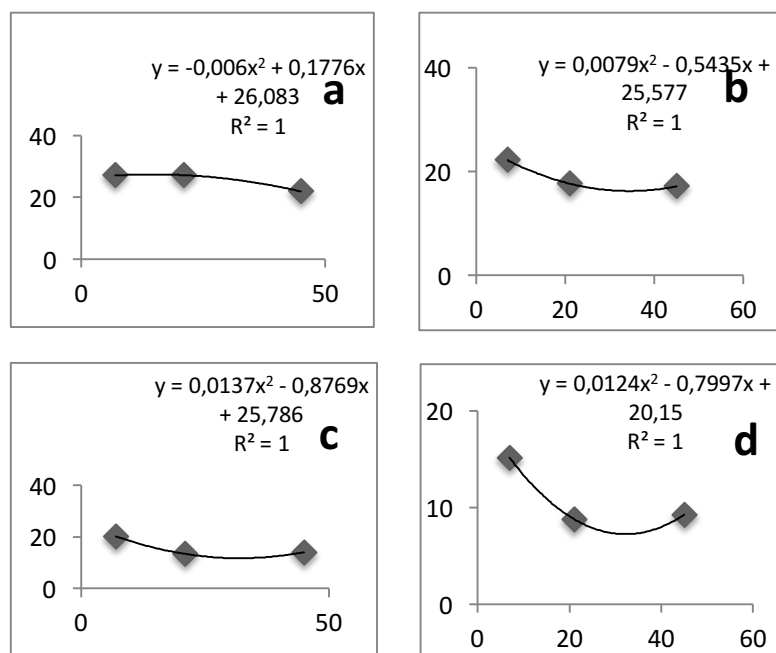 y = -0,006x² + 0,1776x
+ 26,083
R² = 1
a
40
20
0
0
50
y = 0,0079x² - 0,5435x +
25,577
R² = 1
b
40
20
0
0
20
40
60
y = 0,0137x² - 0,8769x
+ 25,786
R² = 1
c
40
20
0
0
50
y = 0,0124x² - 0,7997x +
20,15
R² = 1
d
20
10
0
0
20
40
60